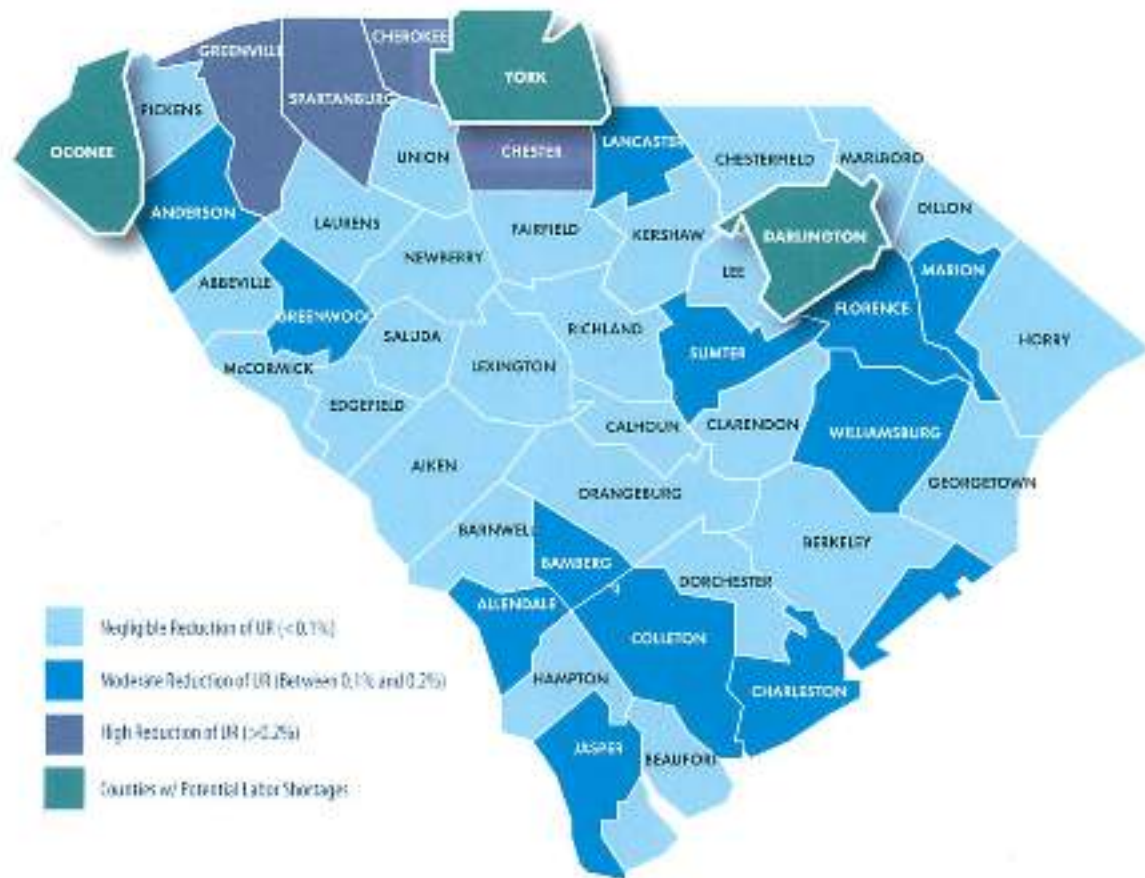 GREENVILLE
CHEROKEE
YORK
PICKENS
SPARTANBURG
OCONEE
UNION
CHESTER
LANCASTER
CHESTERFIELD
MARLBORO
ANDERSON
LAURENS
FAIRFIELD
KERSHAW
DARLINGTON
DILLON
NEWBERRY
LEE
MARION
ABBEVILLE
GREENWOOD
SALUDA
RICHLAND
SUMTER
FLORENCE
HORRY
McCORMICK
LEXINGTON
EDGEFIELD
CALHOUN
CLARENDON
WILLIAMSBURG
AIKEN
ORANGEBURG
GEORGETOWN
BARNWELL
BERKELEY
BAMBERG
DORCHESTER
ALLENDALE
COLLETON
HAMPTON
CHARLESTON
JASPER
BEAUFORT
Negligible Reduction of UR (<0.1%)
Moderate Reduction of UR (Between 0.1% and 0.2%)
High Reduction of UR (>0.2%)
Counties w/ Potential Labor Shortages